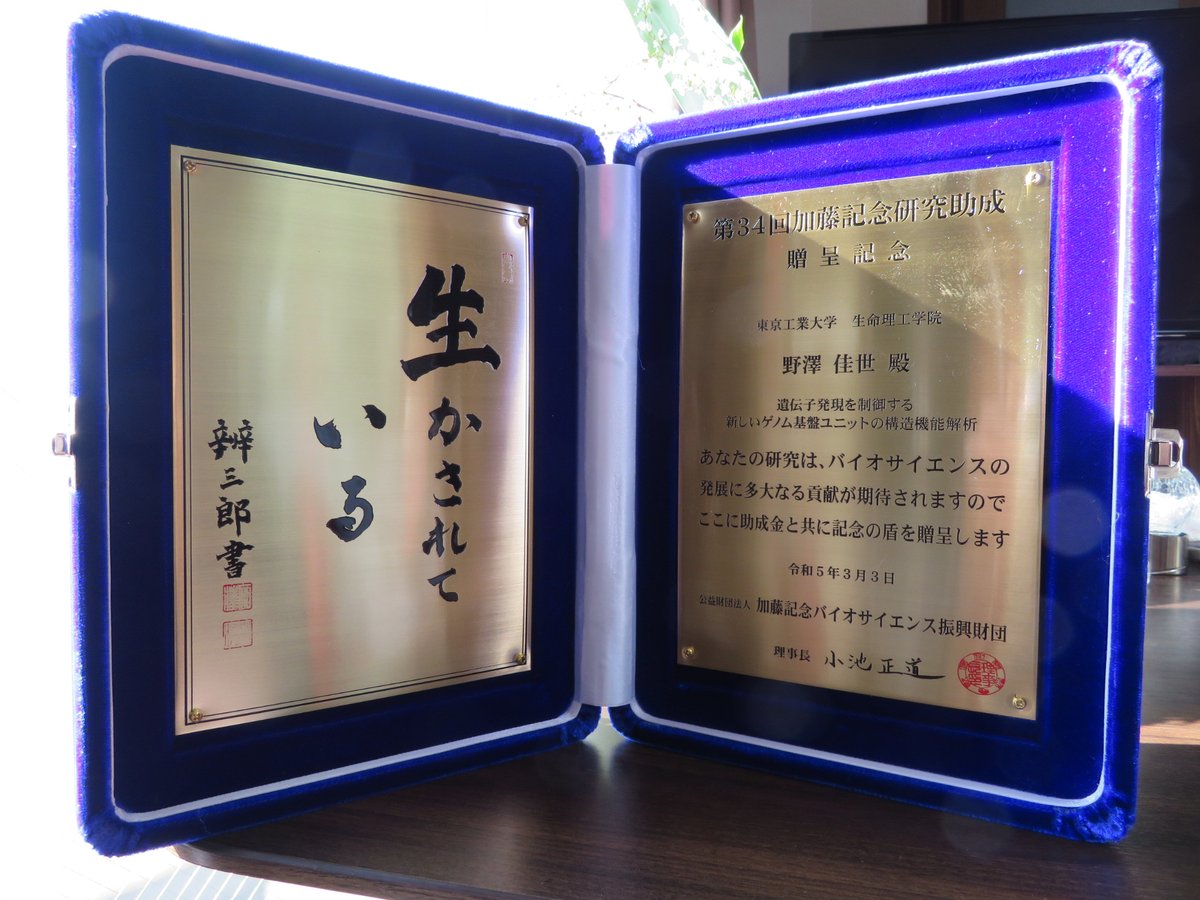 生かされて
いる
辨三郎書
第34回加藤記念研究助成
贈呈記念
東京工業大学 生命理工学院
野澤 佳世 殿
遺伝子発現を制御する
新しいゲノム基盤ユニットの構造機能解析
あなたの研究は、バイオサイエンスの
発展に多大なる貢献が期待されますので
ここに助成金と共に記念の盾を贈呈します
令和5年3月3日
公益財団法人 加藤記念バイオサイエンス振興財団
理事長 小池正道